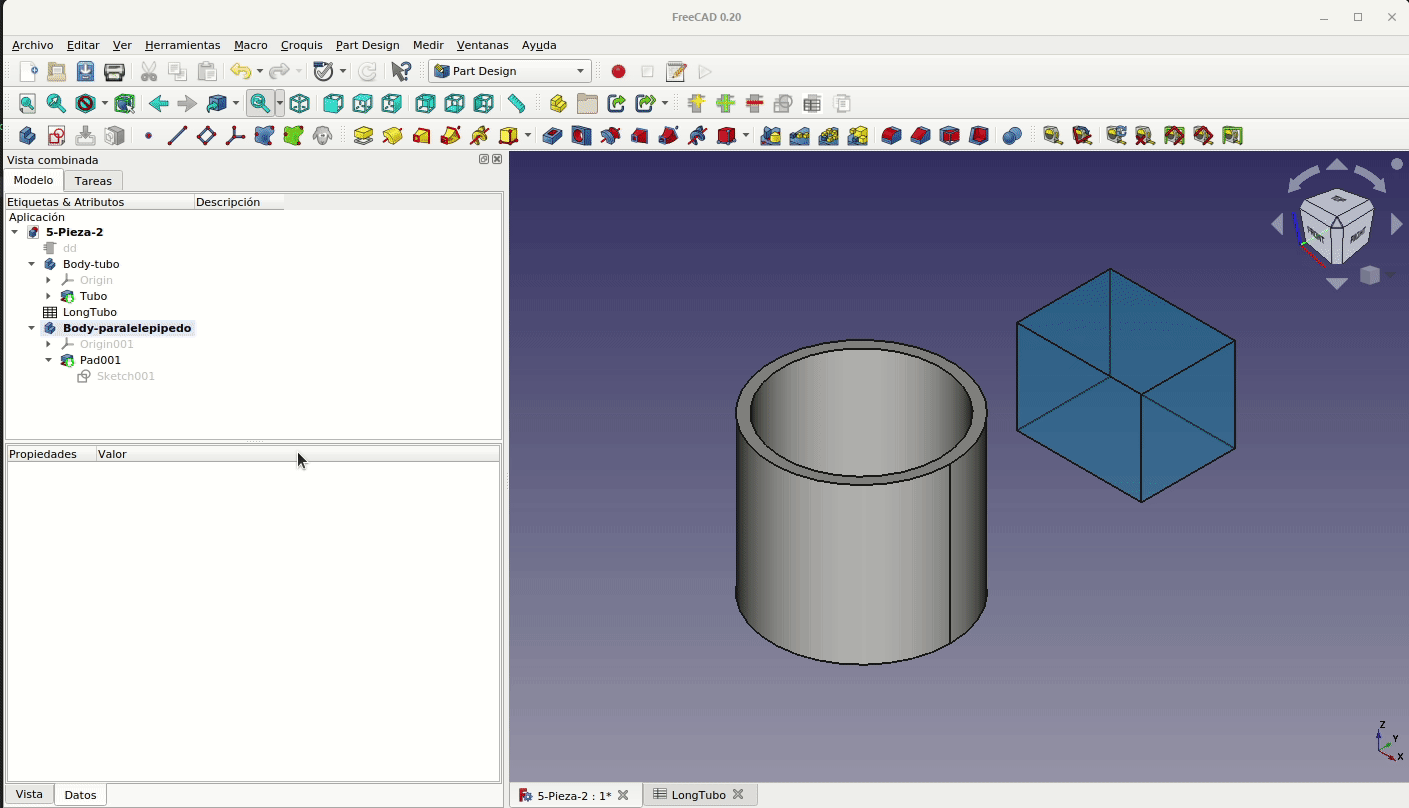 FreeCAD 0.20
Archivo Editar Ver Herramientas Macro Croquis Part Design Medir Ventanas Ayuda
Part Design
Vista combinada
Modelo Tareas
Etiquetas & Atributos Descripción
Aplicación
5-Pieza-2
dd
Body-tubo
Origin
Tubo
LongTubo
Body-paralelepipedo
Origin001
Pad001
Sketch001
Propiedades Valor
Z
Y
X
Vista Datos
5-Pieza-2 : 1* LongTubo